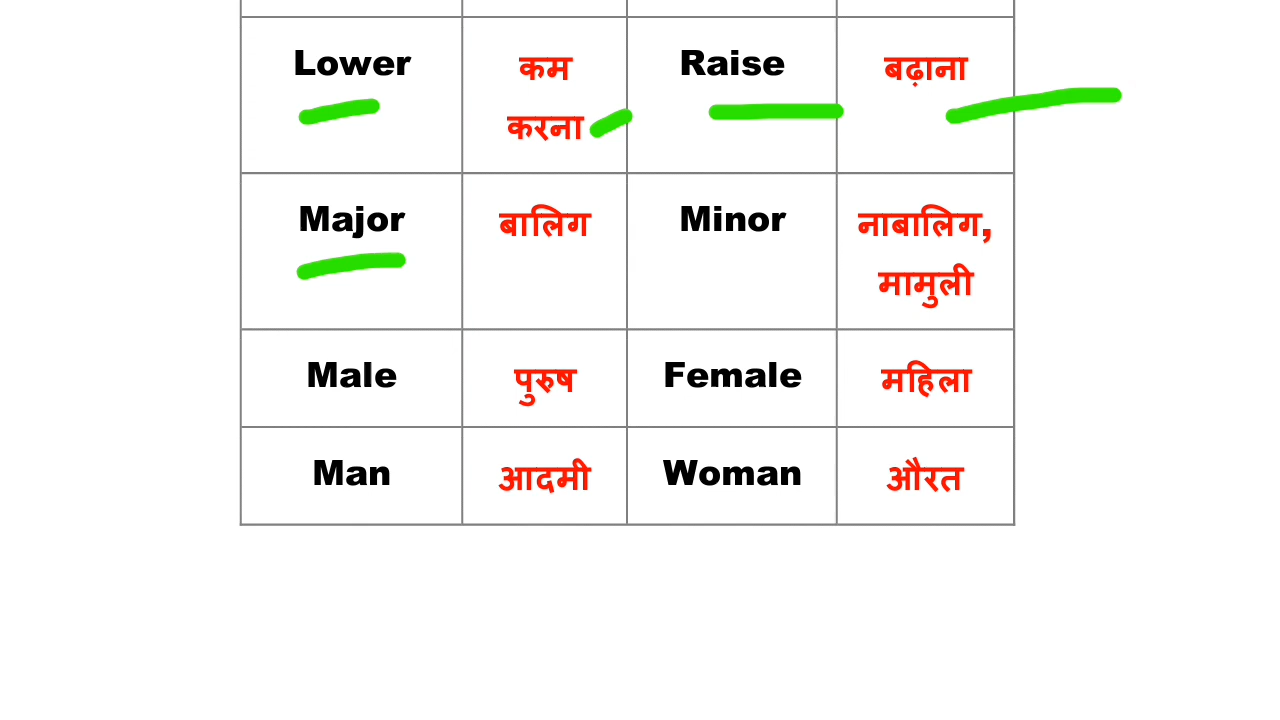 Lower कम करना Raise बढ़ाना
Major बालिग Minor नाबालिग, मामुली
Male पुरुष Female महिला
Man आदमी Woman औरत